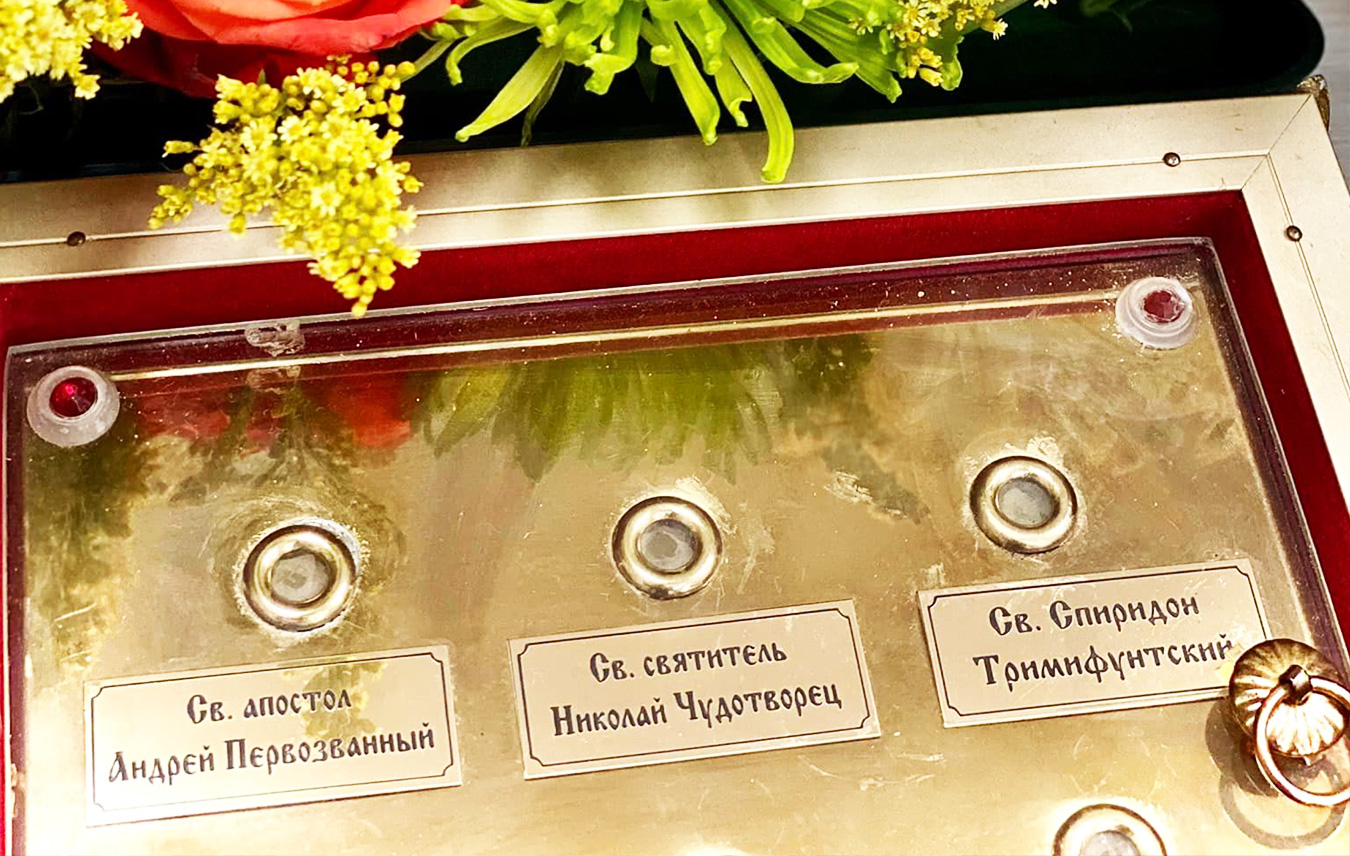 Св. апостол
Андрей Первозванный
Св. святитель
Николай Чудотворец
Св. Спиридон
Тримифунтский